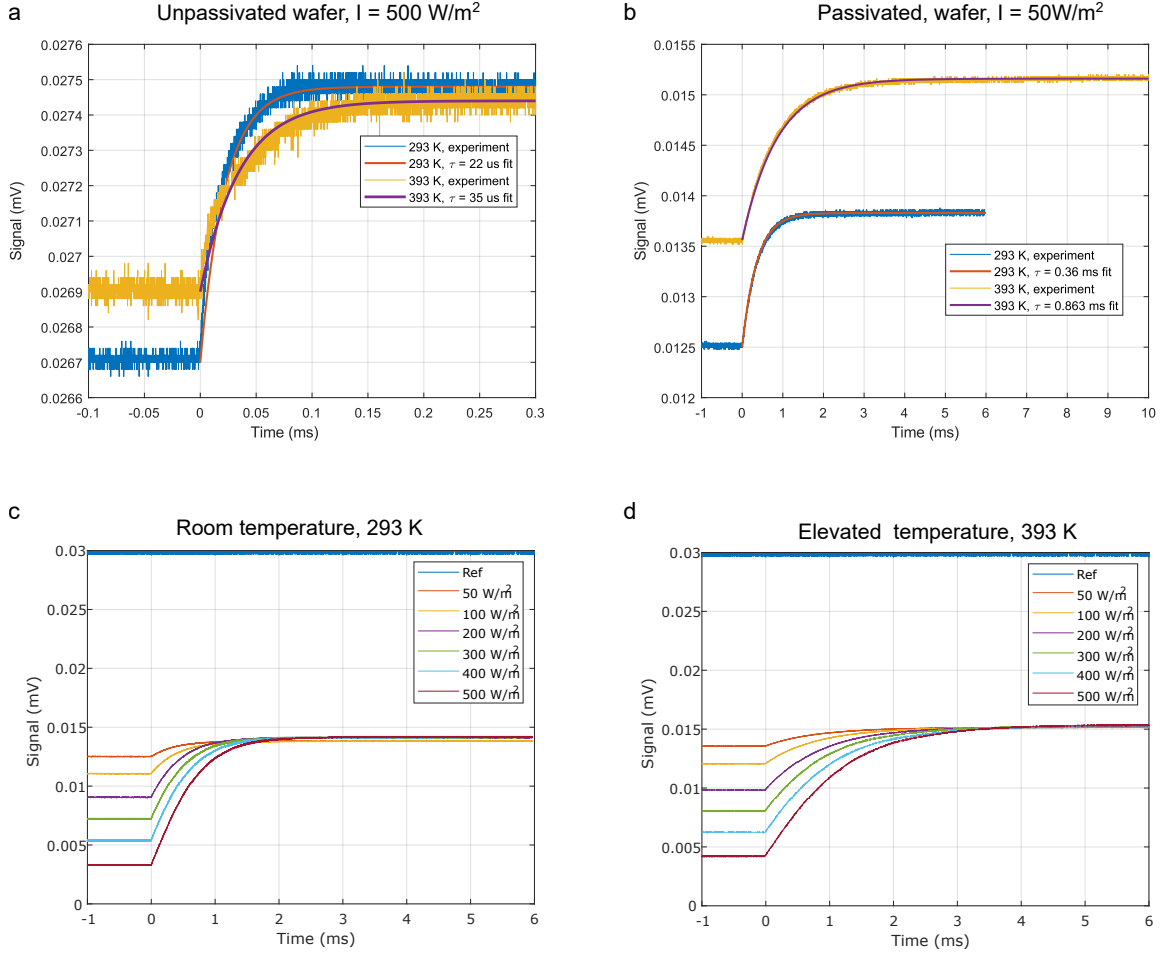 a
Unpassivated wafer, I = 500 W/m²
0.0276
0.0275
0.0274
0.0273
0.0272
0.0271
0.027
0.0269
0.0268
0.0267
0.0266
Signal (mV)
293 K, experiment
293 K, τ = 22 us fit
393 K, experiment
393 K, τ = 35 us fit
-0.1
-0.05
0
0.05
0.1
0.15
0.2
0.25
0.3
Time (ms)
b
Passivated, wafer, I = 50W/m²
0.0155
0.015
0.0145
0.014
0.0135
0.013
0.0125
0.012
Signal (mV)
293 K, experiment
293 K, τ = 0.36 ms fit
393 K, experiment
393 K, τ = 0.863 ms fit
-1
0
1
2
3
4
5
6
7
8
9
10
Time (ms)
c
Room temperature, 293 K
0.03
0.025
0.02
0.015
0.01
0.005
0
Signal (mV)
Ref
50 W/m²
100 W/m²
200 W/m²
300 W/m²
400 W/m²
500 W/m²
-1
0
1
2
3
4
5
6
Time (ms)
d
Elevated temperature, 393 K
0.03
0.025
0.02
0.015
0.01
0.005
0
Signal (mV)
Ref
50 W/m²
100 W/m²
200 W/m²
300 W/m²
400 W/m²
500 W/m²
-1
0
1
2
3
4
5
6
Time (ms)